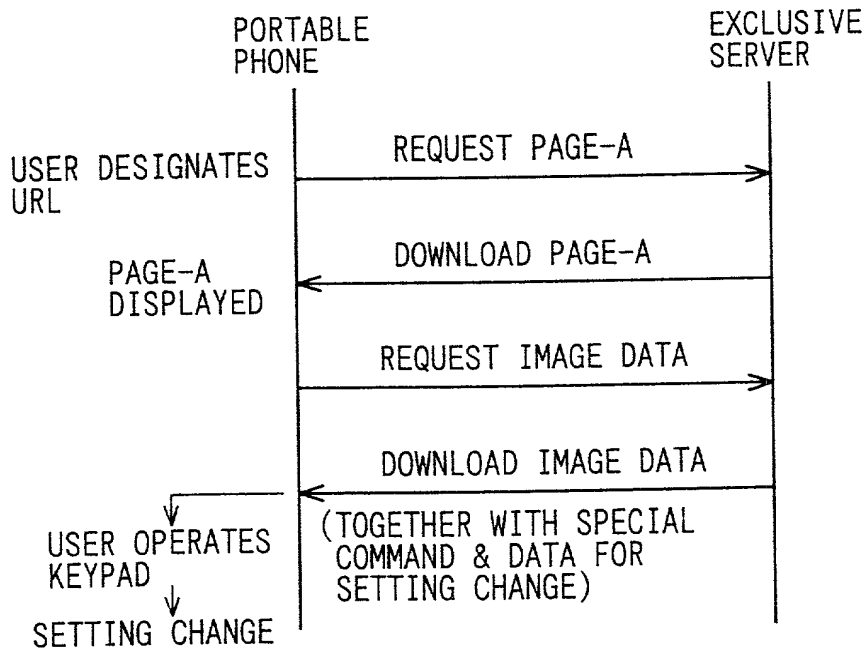 PORTABLE
PHONE
EXCLUSIVE
SERVER
USER DESIGNATES
URL
REQUEST PAGE-A
DOWNLOAD PAGE-A
PAGE-A
DISPLAYED
REQUEST IMAGE DATA
DOWNLOAD IMAGE DATA
(TOGETHER WITH SPECIAL
COMMAND & DATA FOR
SETTING CHANGE)
USER OPERATES
KEYPAD
SETTING CHANGE